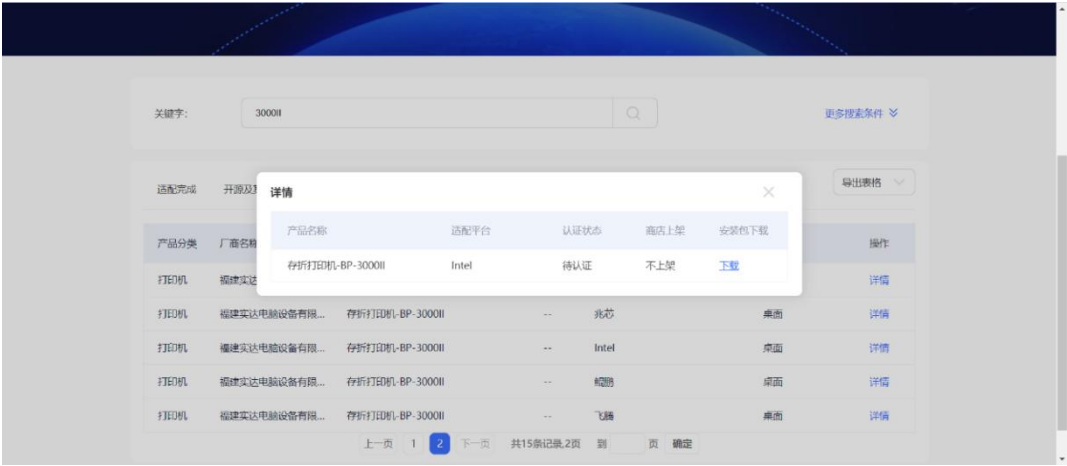 关键字:
3000II
更多搜索条件
适配完成 开源及
导出表格
详情
产品名称 适配平台 认证状态 商店上架 安装包下载
存折打印机-BP-3000II Intel 待认证 不上架 下载
产品分类 厂商名称 操作
打印机 福建实达 详情
打印机 福建实达电脑设备有限... 存折打印机-BP-3000II -- 兆芯 桌面 详情
打印机 福建实达电脑设备有限... 存折打印机-BP-3000II -- Intel 桌面 详情
打印机 福建实达电脑设备有限... 存折打印机-BP-3000II -- 鲲鹏 桌面 详情
打印机 福建实达电脑设备有限... 存折打印机-BP-3000II -- 飞腾 桌面 详情
上一页 1 2 下一页 共15条记录,2页 到 页 确定